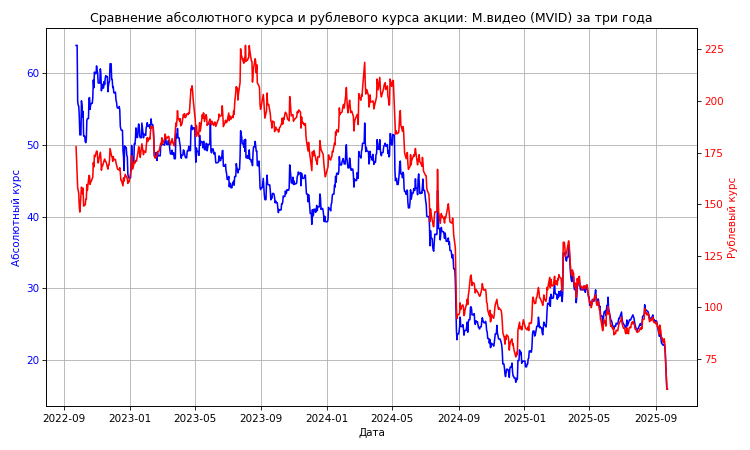 Сравнение абсолютного курса и рублевого курса акции: М.видео (MVID) за три года
60
50
40
30
20
225
200
175
150
125
100
75
Абсолютный курс
Рублевый курс
2022-09 2023-01 2023-05 2023-09 2024-01 2024-05 2024-09 2025-01 2025-05 2025-09
Дата